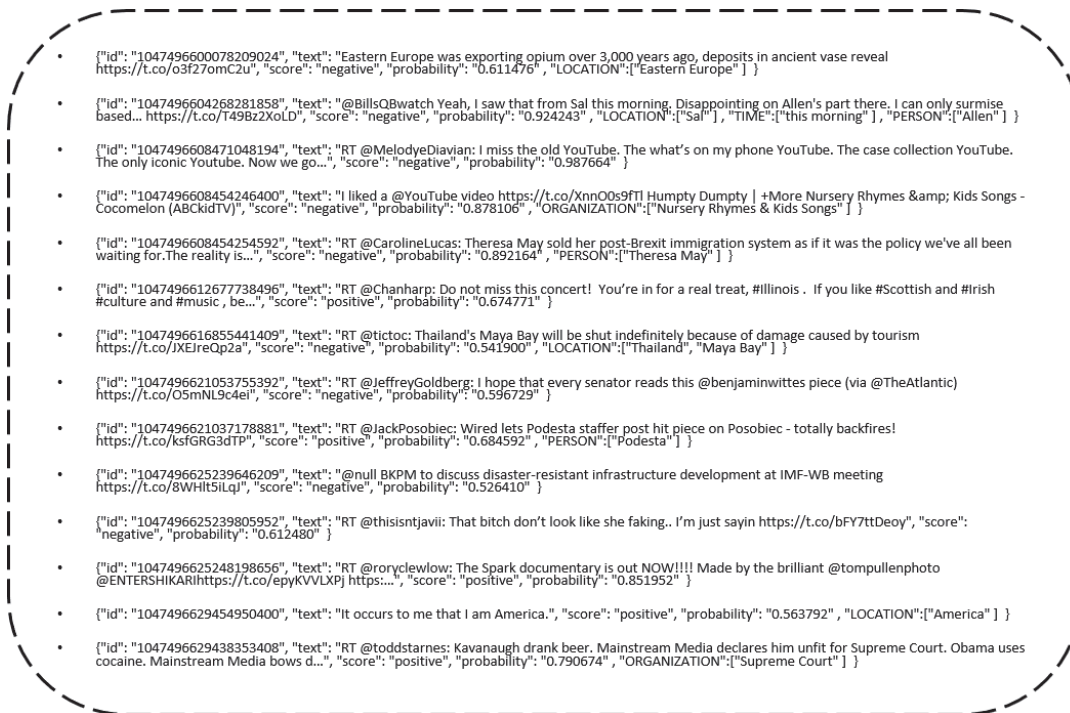 • {"id": "1047496600078209024", "text": "Eastern Europe was exporting opium over 3,000 years ago, deposits in ancient vase reveal
https://t.co/o3f27omC2u", "score": "negative", "probability": "0.611476" , "LOCATION":["Eastern Europe" ]  }
• {"id": "1047496604268281858", "text": "@BillsQBwatch Yeah, I saw that from Sal this morning. Disappointing on Allen's part there. I can only surmise
based... https://t.co/T49Bz2XoLD", "score": "negative", "probability": "0.924243" , "LOCATION":["Sal" ] , "TIME":["this morning" ] , "PERSON":["Allen" ]  }
• {"id": "1047496608471048194", "text": "RT @MelodyeDiavian: I miss the old YouTube. The what's on my phone YouTube. The case collection YouTube.
The only iconic Youtube. Now we go...", "score": "negative", "probability": "0.987664"  }
• {"id": "1047496608454246400", "text": "I liked a @YouTube video https://t.co/XnnO0s9fTl Humpty Dumpty | +More Nursery Rhymes &amp; Kids Songs -
Cocomelon (ABCkidTV)", "score": "negative", "probability": "0.878106" , "ORGANIZATION":["Nursery Rhymes & Kids Songs" ]  }
• {"id": "1047496608454254592", "text": "RT @CarolineLucas: Theresa May sold her post-Brexit immigration system as if it was the policy we've all been
waiting for.The reality is...", "score": "negative", "probability": "0.892164" , "PERSON":["Theresa May" ]  }
• {"id": "1047496612677738496", "text": "RT @Chanharp: Do not miss this concert!  You're in for a real treat, #Illinois .  If you like #Scottish and #Irish
#culture and #music , be...", "score": "positive", "probability": "0.674771"  }
• {"id": "1047496616855441409", "text": "RT @tictoc: Thailand's Maya Bay will be shut indefinitely because of damage caused by tourism
https://t.co/JXEJreQp2a", "score": "negative", "probability": "0.541900" , "LOCATION":["Thailand", "Maya Bay" ]  }
• {"id": "1047496621053755392", "text": "RT @JeffreyGoldberg: I hope that every senator reads this @benjaminwittes piece (via @TheAtlantic)
https://t.co/O5mNL9c4ei", "score": "negative", "probability": "0.596729"  }
• {"id": "1047496621037178881", "text": "RT @JackPosobiec: Wired lets Podesta staffer post hit piece on Posobiec - totally backfires!
https://t.co/ksfGRG3dTP", "score": "positive", "probability": "0.684592" , "PERSON":["Podesta" ]  }
• {"id": "1047496625239646209", "text": "@null BKPM to discuss disaster-resistant infrastructure development at IMF-WB meeting
https://t.co/8WHlt5iLqJ", "score": "negative", "probability": "0.526410"  }
• {"id": "1047496625239805952", "text": "RT @thisisntjavii: That bitch don't look like she faking.. I'm just sayin https://t.co/bFY7ttDeoy", "score":
"negative", "probability": "0.612480"  }
• {"id": "1047496625248198656", "text": "RT @roryclewlow: The Spark documentary is out NOW!!!! Made by the brilliant @tompullenphoto
@ENTERSHIKARIhttps://t.co/epyKVVLXPj https:...", "score": "positive", "probability": "0.851952"  }
• {"id": "1047496629454950400", "text": "It occurs to me that I am America.", "score": "positive", "probability": "0.563792" , "LOCATION":["America" ]  }
• {"id": "1047496629438353408", "text": "RT @toddstarnes: Kavanaugh drank beer. Mainstream Media declares him unfit for Supreme Court. Obama uses
cocaine. Mainstream Media bows d...", "score": "positive", "probability": "0.790674" , "ORGANIZATION":["Supreme Court" ]  }